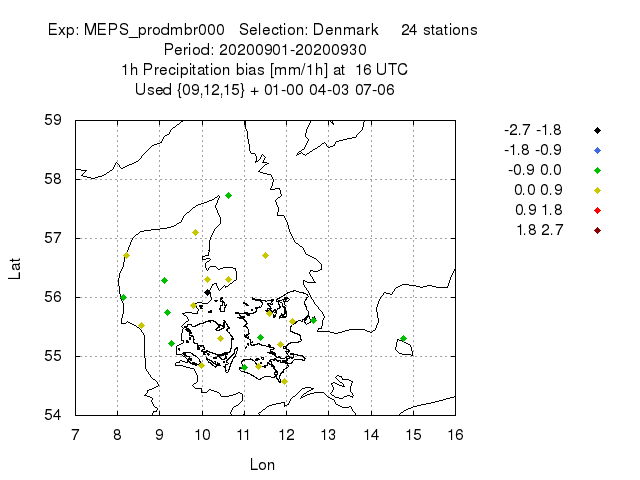 Exp: MEPS_prodmbr000 Selection: Denmark 24 stations
Period: 20200901-20200930
1h Precipitation bias [mm/1h] at 16 UTC
Used {09,12,15} + 01-00 04-03 07-06
59
58
57
56
55
54
Lat
7 8 9 10 11 12 13 14 15 16
Lon
-2.7 -1.8
-1.8 -0.9
-0.9 0.0
0.0 0.9
0.9 1.8
1.8 2.7